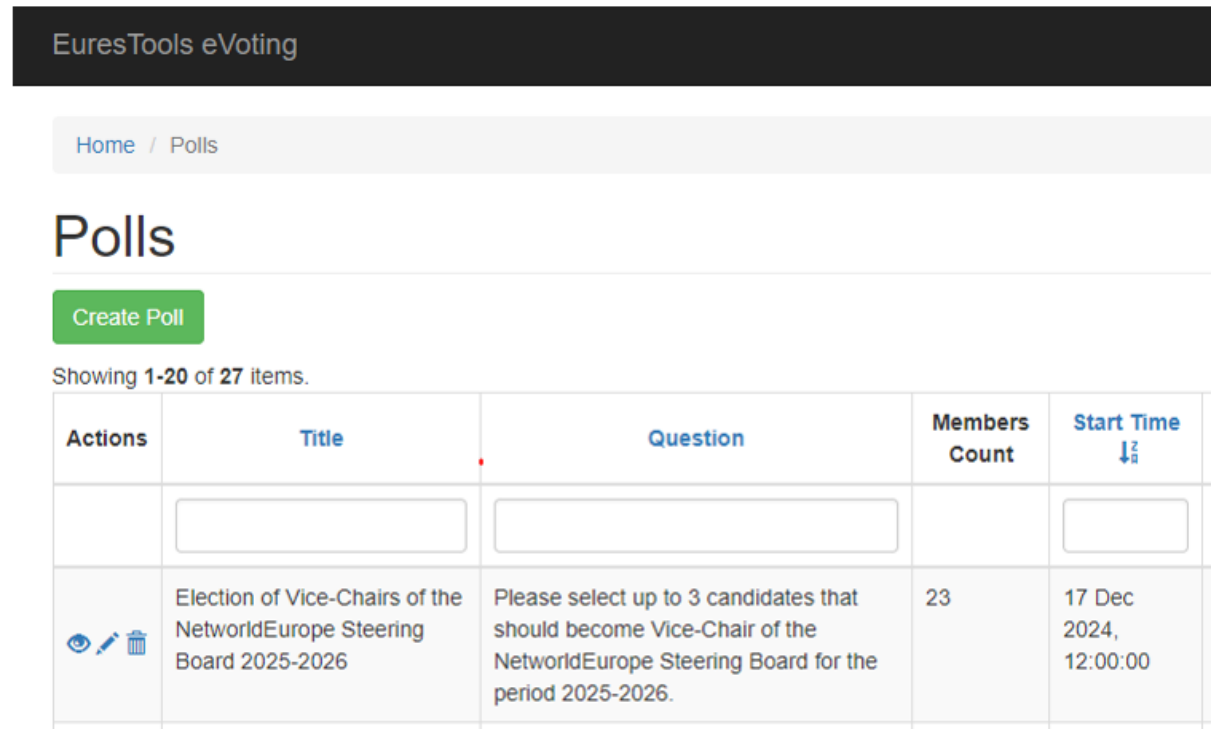 EuresTools eVoting
Home / Polls
Polls
Create Poll
Showing 1-20 of 27 items.
Actions
Title
Question
Members
Count
Start Time
Election of Vice-Chairs of the
NetworldEurope Steering
Board 2025-2026
Please select up to 3 candidates that
should become Vice-Chair of the
NetworldEurope Steering Board for the
period 2025-2026.
23
17 Dec
2024,
12:00:00